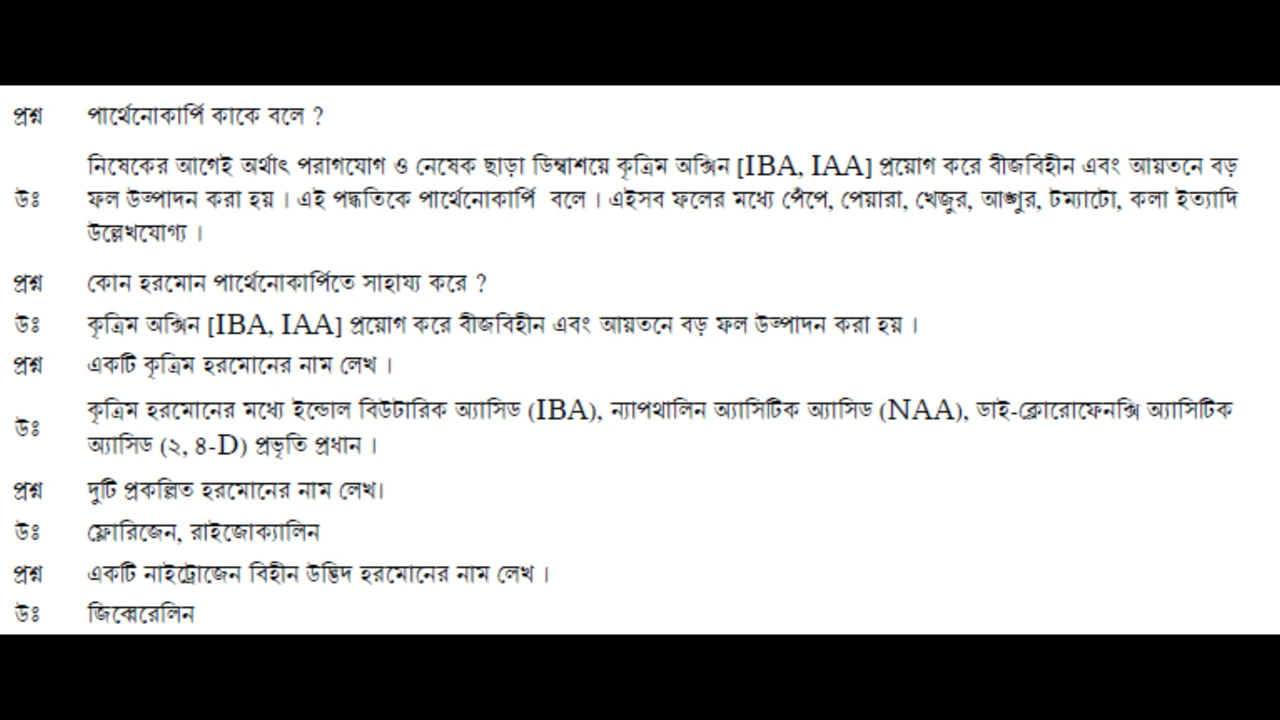 প্রশ্ন পার্থেনোকার্পি কাকে বলে ?
নিষেকের আগেই অর্থাৎ পরাগযোগ ও নেষেক ছাড়া ডিম্বাশয়ে কৃত্রিম অক্সিন [IBA, IAA] প্রয়োগ করে বীজবিহীন এবং আয়তনে বড়
উঃ ফল উৎপাদন করা হয় । এই পদ্ধতিকে পার্থেনোকার্পি বলে । এইসব ফলের মধ্যে পেঁপে, পেয়ারা, খেজুর, আঙ্গুর, টম্যাটো, কলা ইত্যাদি
উল্লেখযোগ্য ।
প্রশ্ন কোন হরমোন পার্থেনোকার্পিতে সাহায্য করে ?
উঃ কৃত্রিম অক্সিন [IBA, IAA] প্রয়োগ করে বীজবিহীন এবং আয়তনে বড় ফল উৎপাদন করা হয় ।
প্রশ্ন একটি কৃত্রিম হরমোনের নাম লেখ ।
কৃত্রিম হরমোনের মধ্যে ইন্ডোল বিউটারিক অ্যাসিড (IBA), ন্যাপথালিন অ্যাসিটিক অ্যাসিড (NAA), ডাই-ক্লোরোফেনক্সি অ্যাসিটিক
উঃ অ্যাসিড (২, ৪-D) প্রভৃতি প্রধান ।
প্রশ্ন দুটি প্রকল্পিত হরমোনের নাম লেখ।
উঃ ফ্লোরিজেন, রাইজোক্যালিন
প্রশ্ন একটি নাইট্রোজেন বিহীন উদ্ভিদ হরমোনের নাম লেখ ।
উঃ জিব্বেরেলিন